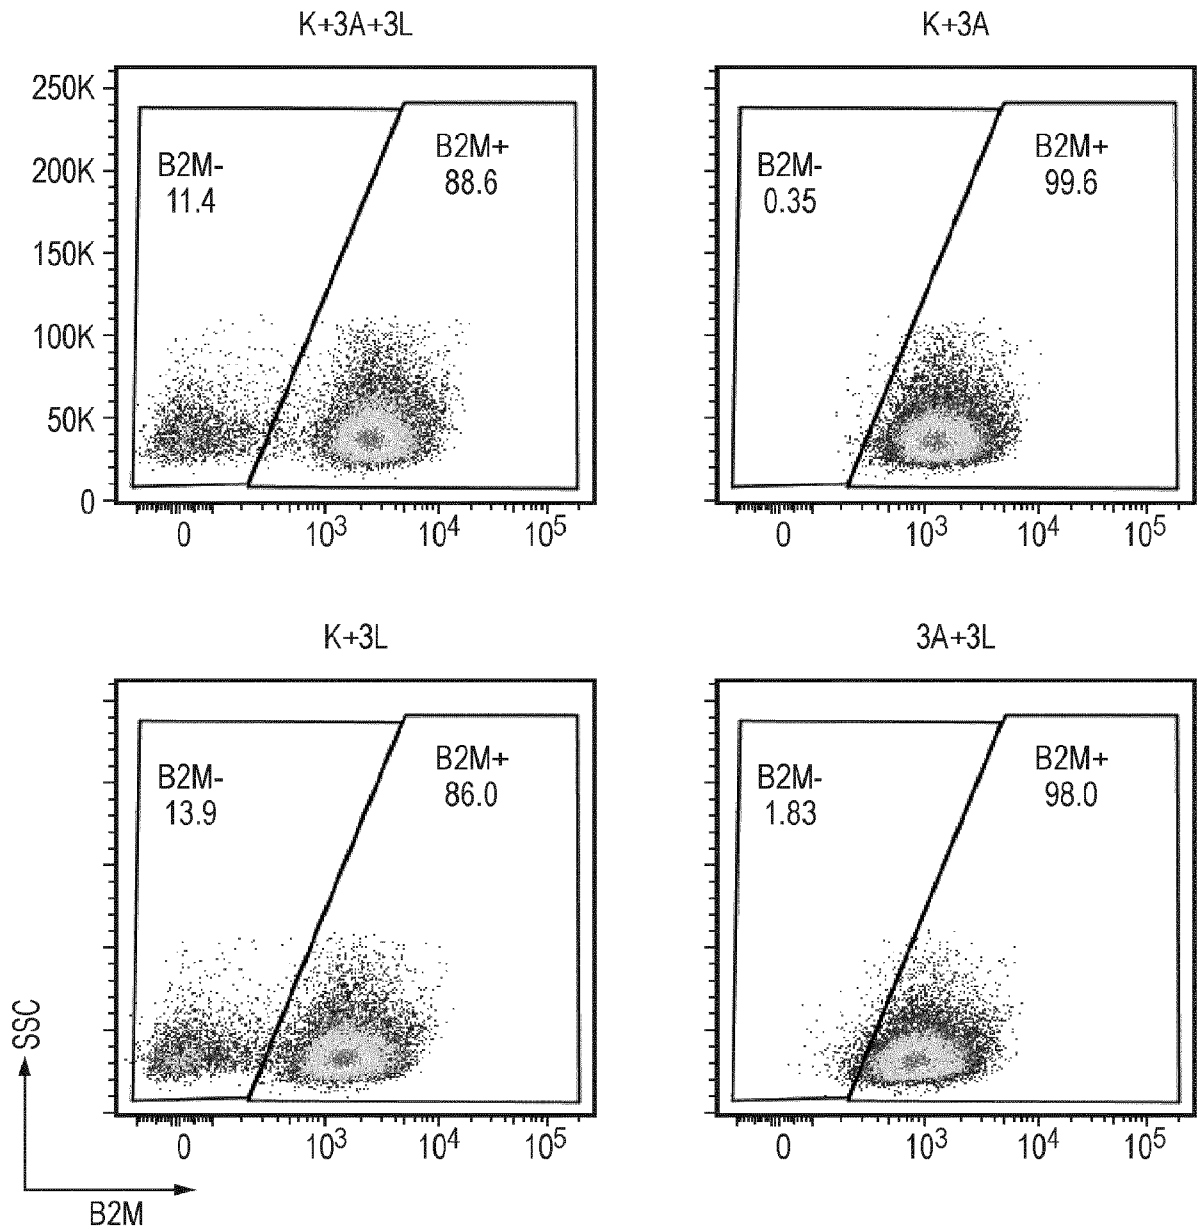 K+3A+3L
250K
200K
150K
100K
50K
0
B2M-
11.4
B2M+
88.6
0
10³
10⁴
10⁵
K+3A
B2M-
0.35
B2M+
99.6
0
10³
10⁴
10⁵
K+3L
B2M-
13.9
B2M+
86.0
0
10³
10⁴
10⁵
3A+3L
B2M-
1.83
B2M+
98.0
0
10³
10⁴
10⁵
SSC
B2M